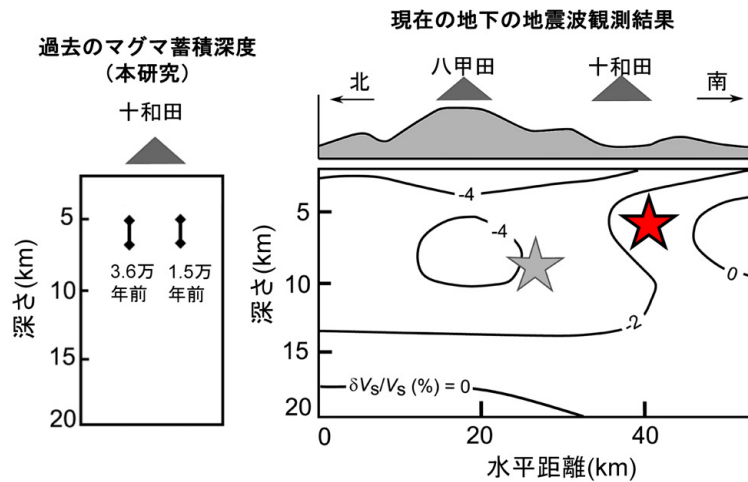 過去のマグマ蓄積深度
（本研究）
十和田
深さ(km)
5
10
15
20
3.6万
年前
1.5万
年前
現在の地下の地震波観測結果
北
八甲田
十和田
南
深さ(km)
5
10
15
20
-4
-4
-2
0
δVs/Vs (%) = 0
0
20
40
水平距離(km)